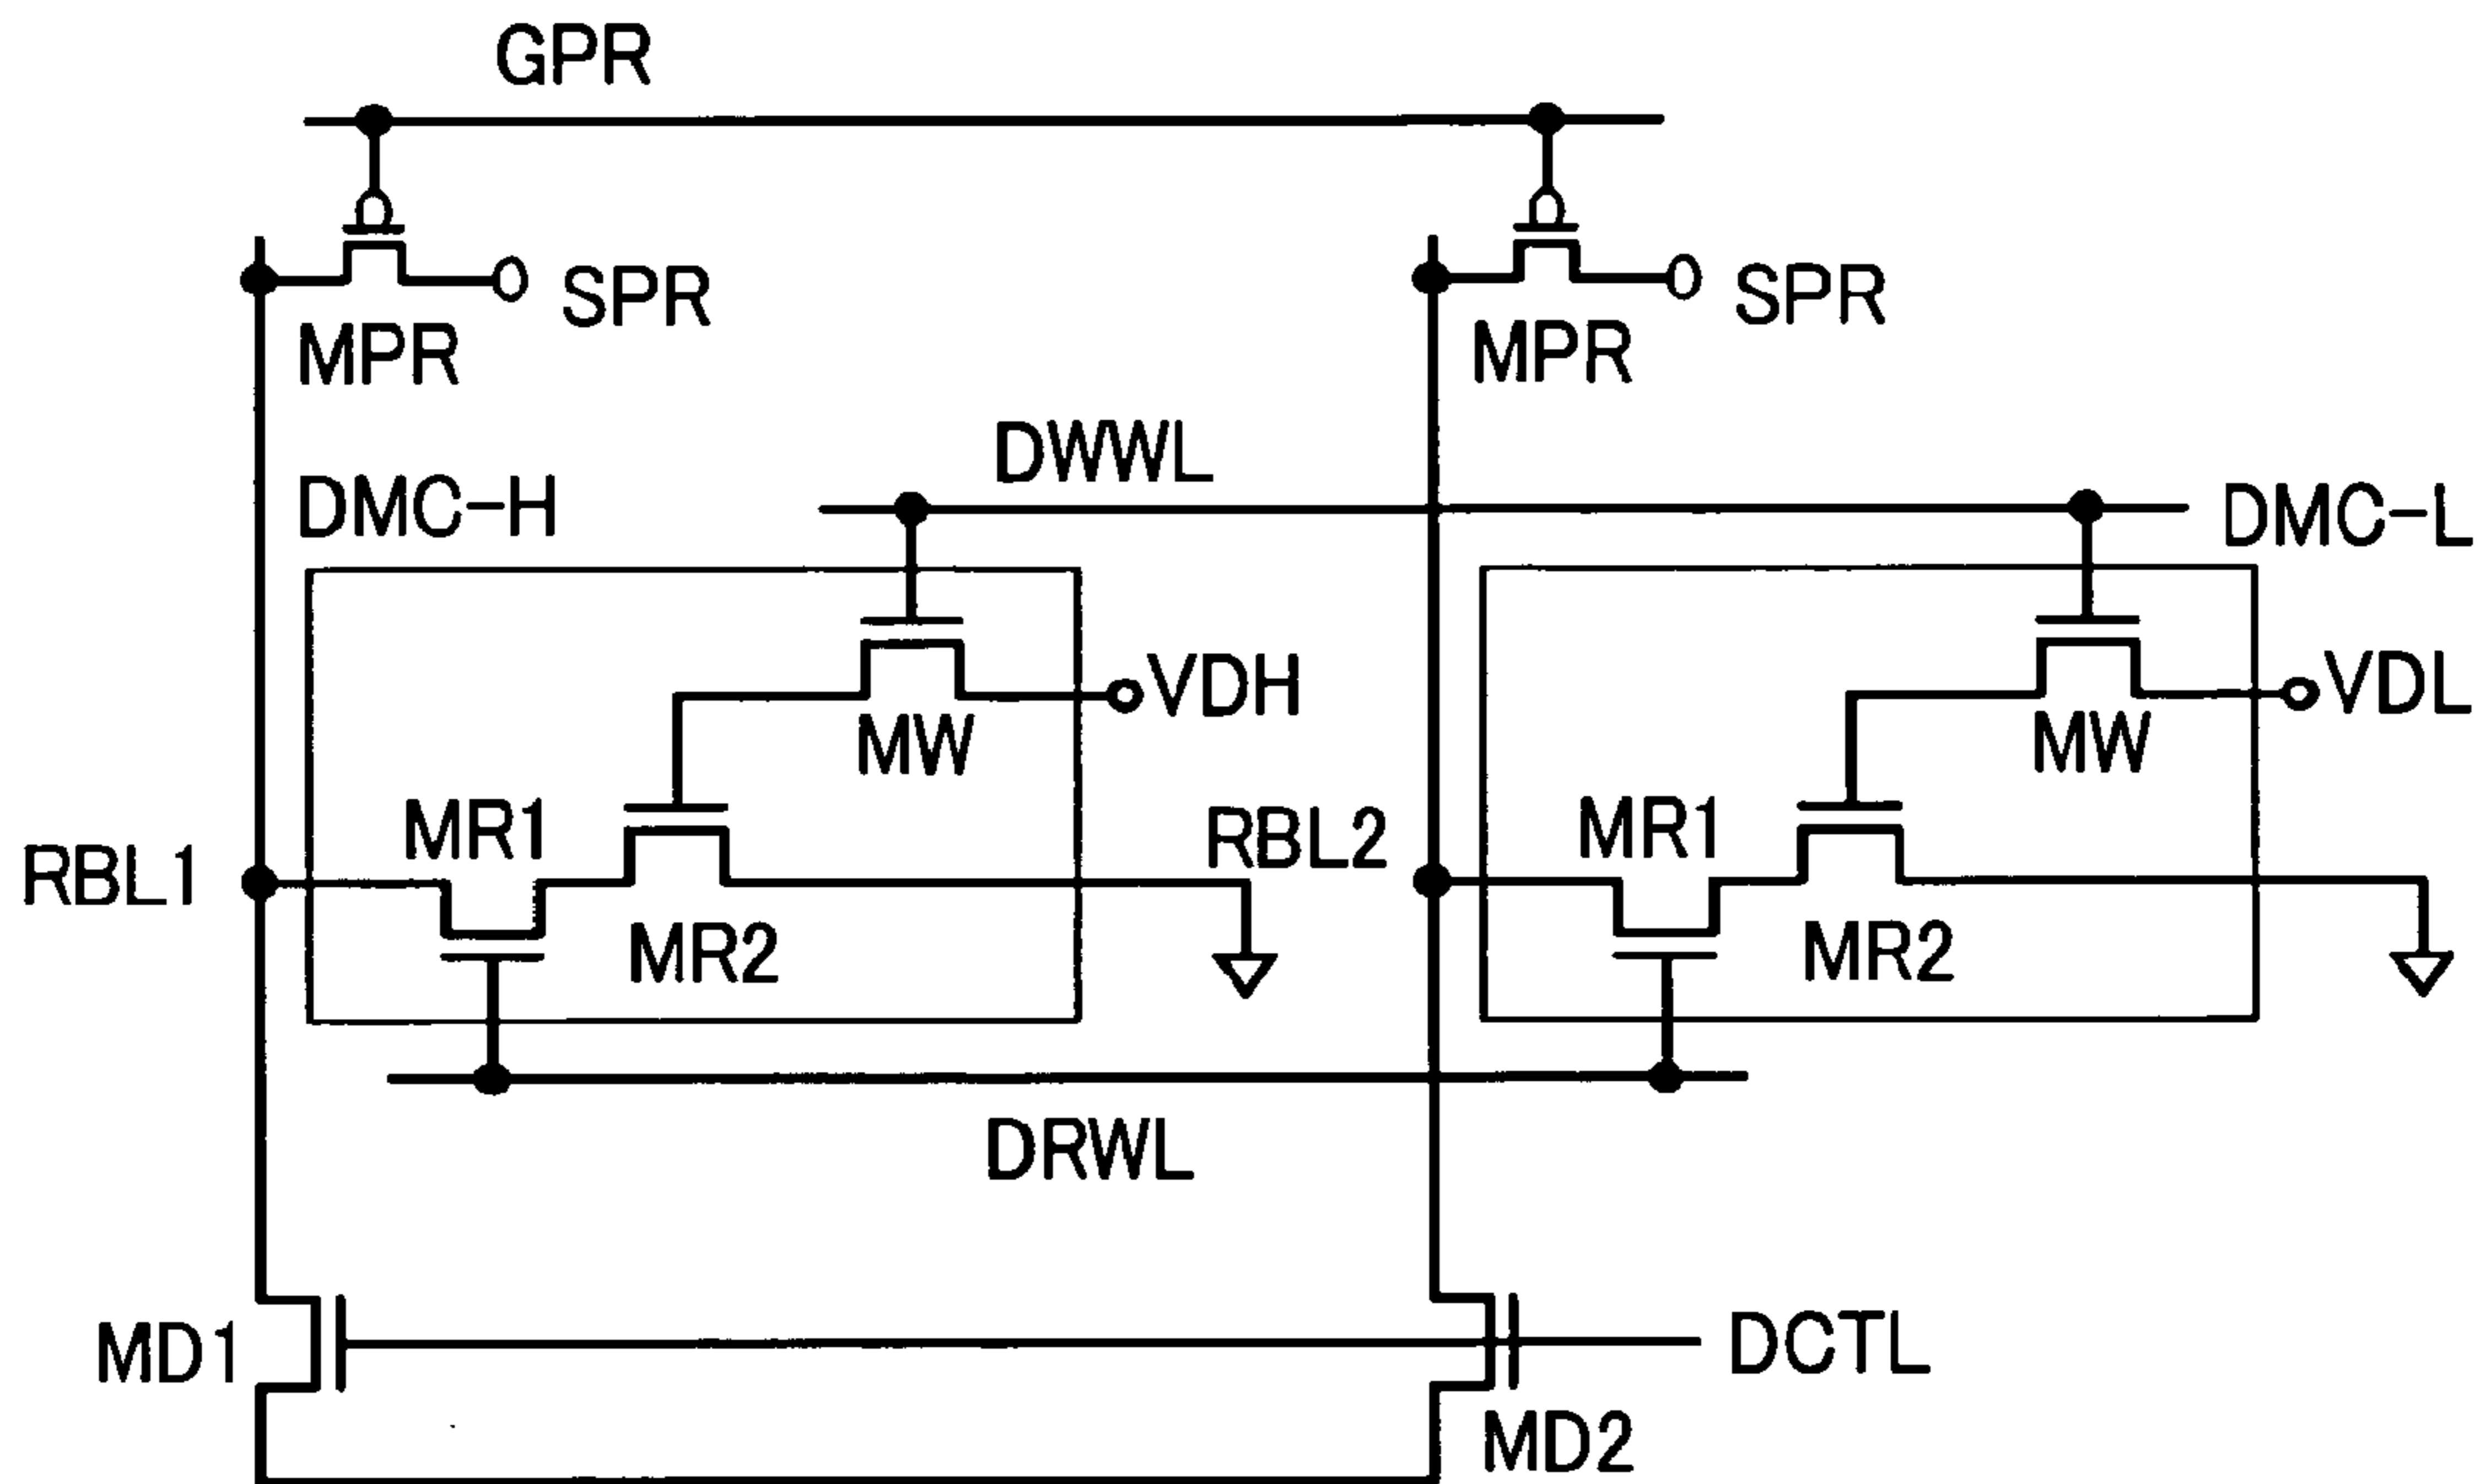 GPR
SPR
SPR
MPR
MPR
DWWL
DMC-H
DMC-L
VDH
VDL
MW
MW
MR1
RBL2
MR1
RBL1
MR2
MR2
DRWL
MD1
DCTL
MD2